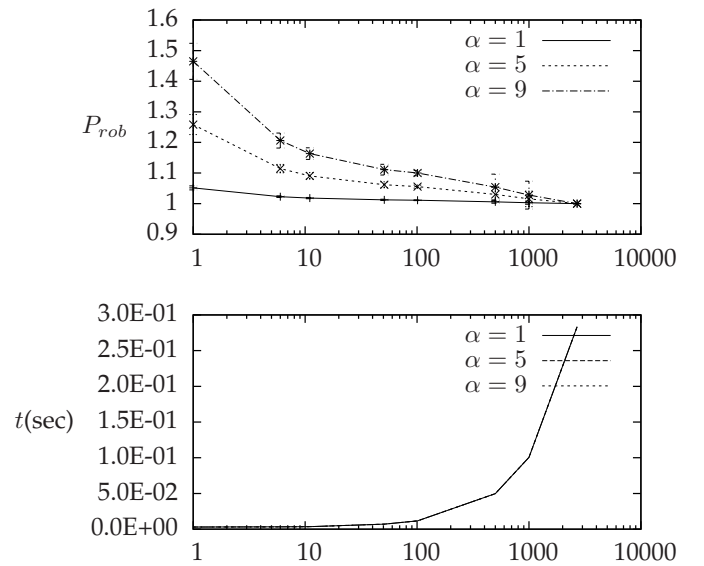 1.6
1.5
1.4
1.3
1.2
1.1
1
0.9
P_{rob}
α = 1
α = 5
α = 9
1 10 100 1000 10000
3.0E-01
2.5E-01
2.0E-01
1.5E-01
1.0E-01
5.0E-02
0.0E+00
t(sec)
α = 1
α = 5
α = 9
1 10 100 1000 10000